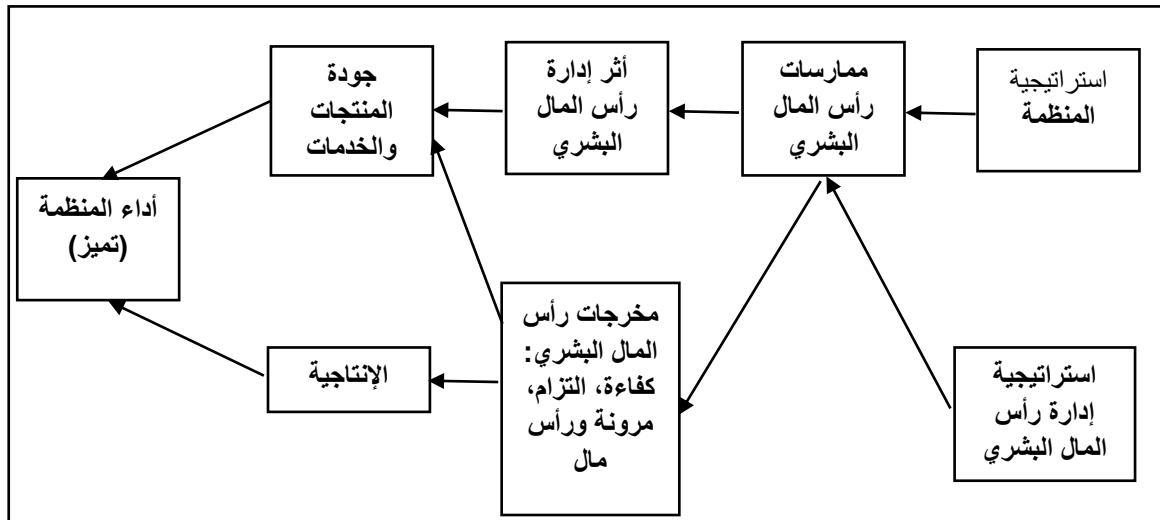 استراتيجية
المنظمة
ممارسات
رأس المال
البشري
أثر إدارة
رأس المال
البشري
جودة
المنتجات
والخدمات
أداء المنظمة
(تميز)
مخرجات رأس
المال البشري:
كفاءة، التزام،
مرونة ورأس
مال
الإنتاجية
استراتيجية
إدارة رأس
المال البشري